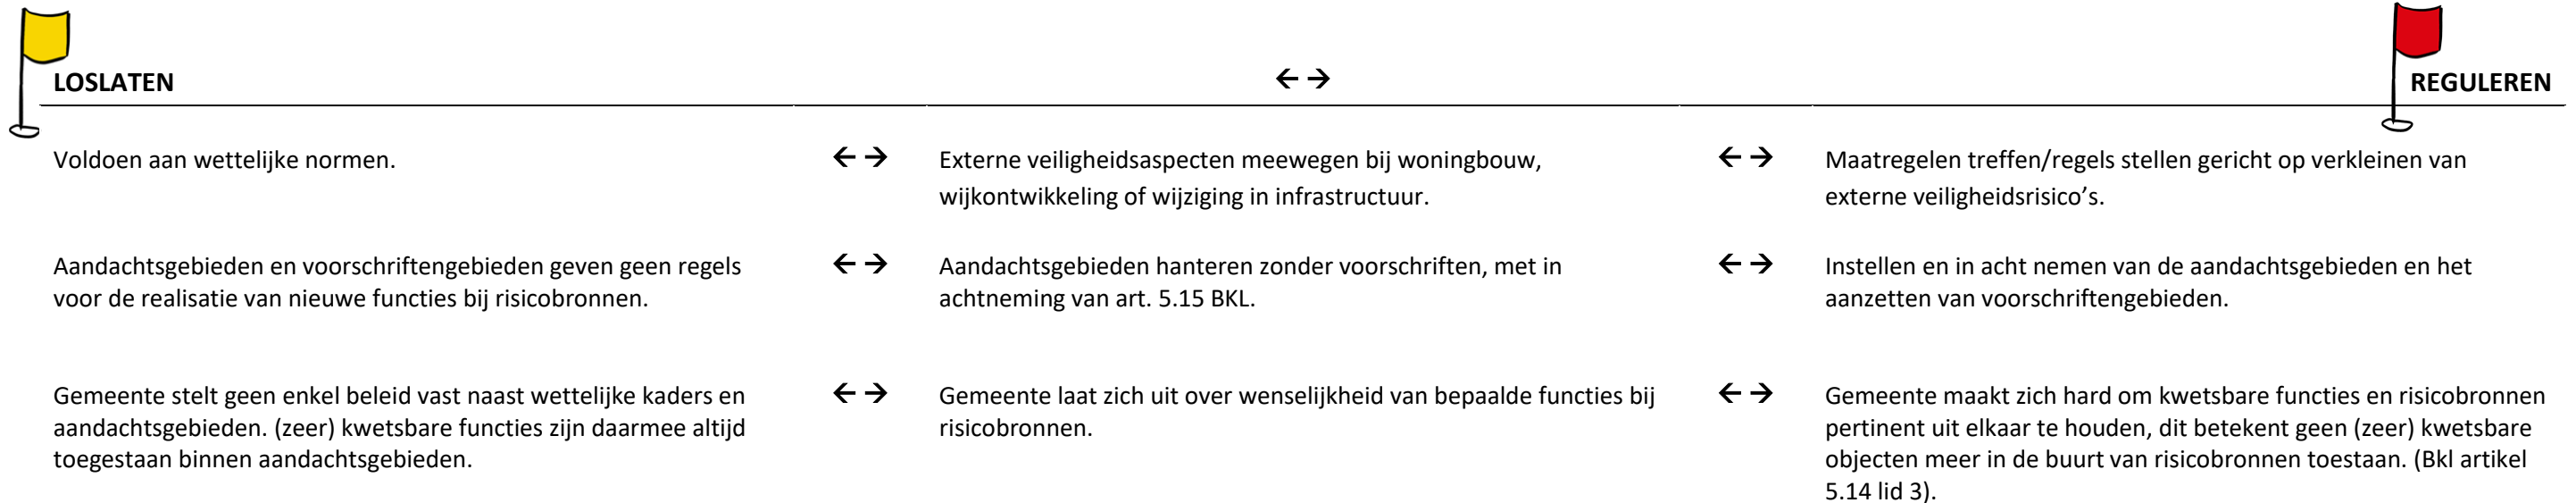 LOSLATEN
← →
REGULEREN
Voldoen aan wettelijke normen.
← →
Externe veiligheidsaspecten meewegen bij woningbouw,
wijkontwikkeling of wijziging in infrastructuur.
← →
Maatregelen treffen/regels stellen gericht op verkleinen van
externe veiligheidsrisico’s.
Aandachtsgebieden en voorschriftengebieden geven geen regels
voor de realisatie van nieuwe functies bij risicobronnen.
← →
Aandachtsgebieden hanteren zonder voorschriften, met in
achtneming van art. 5.15 BKL.
← →
Instellen en in acht nemen van de aandachtsgebieden en het
aanzetten van voorschriftengebieden.
Gemeente stelt geen enkel beleid vast naast wettelijke kaders en
aandachtsgebieden. (zeer) kwetsbare functies zijn daarmee altijd
toegestaan binnen aandachtsgebieden.
← →
Gemeente laat zich uit over wenselijkheid van bepaalde functies bij
risicobronnen.
← →
Gemeente maakt zich hard om kwetsbare functies en risicobronnen
pertinent uit elkaar te houden, dit betekent geen (zeer) kwetsbare
objecten meer in de buurt van risicobronnen toestaan. (Bkl artikel
5.14 lid 3).